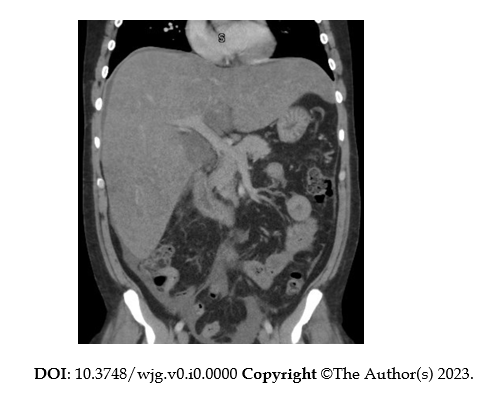 S
DOI: 10.3748/wjg.v0.i0.0000 Copyright ©The Author(s) 2023.